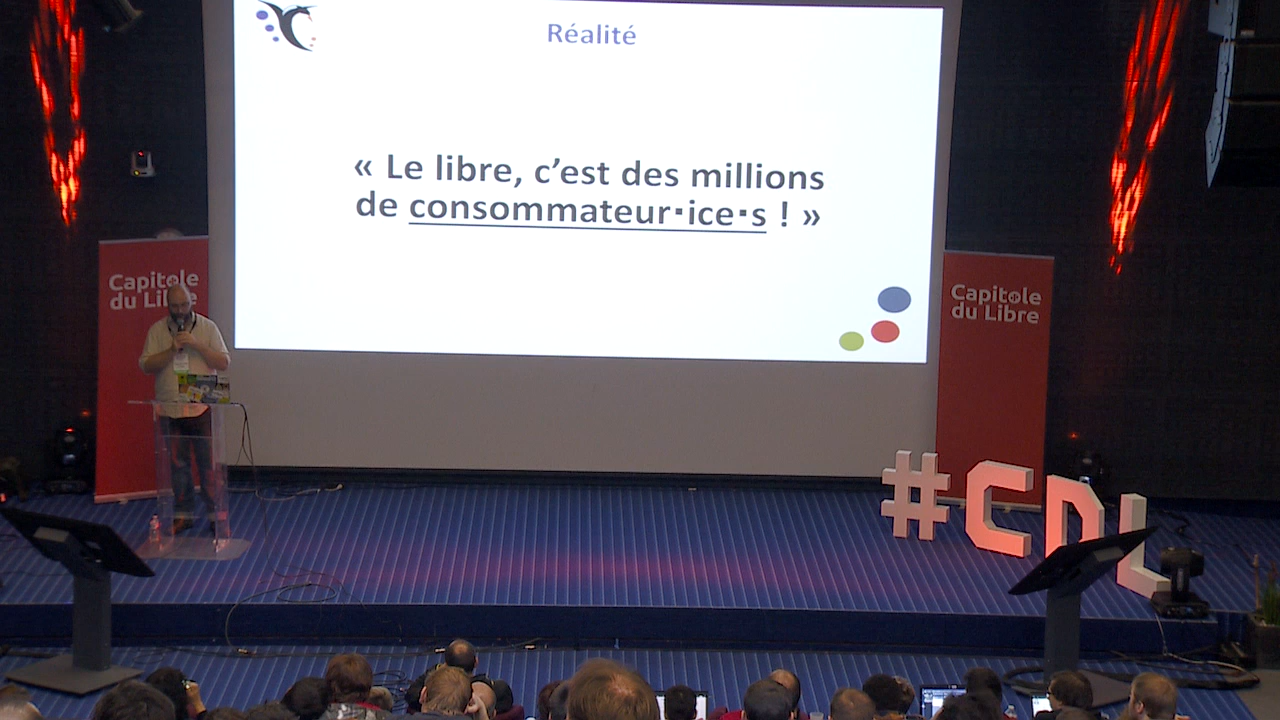 Réalité
« Le libre, c’est des millions
de consommateur·ice·s ! »
Capitole
du Libre
Capitole
du Libre
#CDL